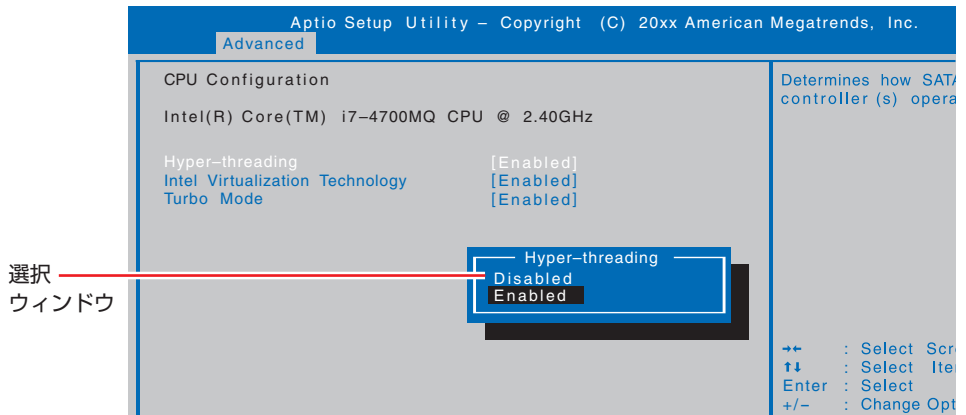 Aptio Setup Utility – Copyright (C) 20xx American Megatrends, Inc.
Advanced
CPU Configuration
Intel(R) Core(TM) i7–4700MQ CPU @ 2.40GHz
Hyper–threading [Enabled]
Intel Virtualization Technology [Enabled]
Turbo Mode [Enabled]
Determines how SATA
controller (s) opera
Hyper–threading
Disabled
Enabled
選択
ウィンドウ
→← : Select Scr
↑↓ : Select Ite
Enter : Select
+/– : Change Opt